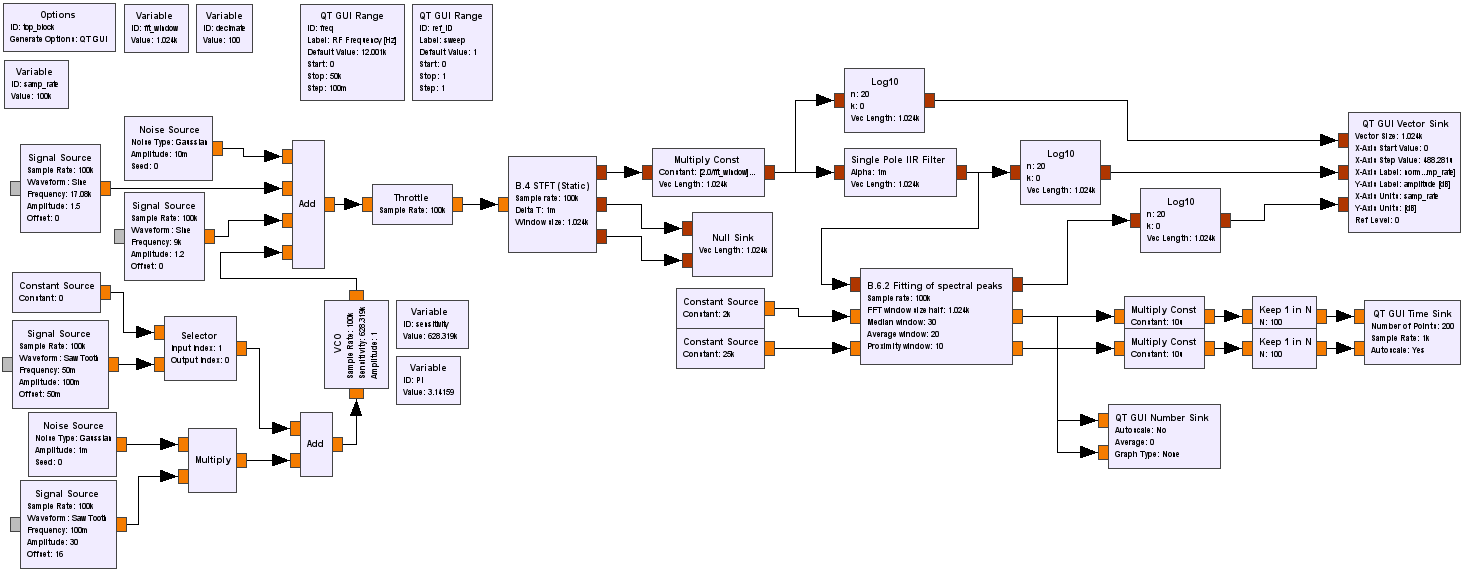 Options
ID: top_block
Generate Options: QT GUI
Variable
ID: fft_window
Value: 1.024k
Variable
ID: decimate
Value: 100
QT GUI Range
ID: freq
Label: RF Frequency [Hz]
Default Value: 12.001k
Start: 0
Stop: 50k
Step: 100m
QT GUI Range
ID: ref_ID
Label: sweep
Default Value: 1
Start: 0
Stop: 1
Step: 1
Variable
ID: samp_rate
Value: 100k
Noise Source
Noise Type: Gaussian
Amplitude: 10m
Seed: 0
Signal Source
Sample Rate: 100k
Waveform: Sine
Frequency: 17.08k
Amplitude: 1.5
Offset: 0
Signal Source
Sample Rate: 100k
Waveform: Sine
Frequency: 9k
Amplitude: 1.2
Offset: 0
Add
Throttle
Sample Rate: 100k
B.4 STFT (Static)
Sample rate: 100k
Delta T: 1m
Window size: 1.024k
Multiply Const
Constant: [2.0/fft_window]...
Vec Length: 1.024k
Null Sink
Vec Length: 1.024k
Log10
n: 20
k: 0
Vec Length: 1.024k
Single Pole IIR Filter
Alpha: 1m
Vec Length: 1.024k
Log10
n: 20
k: 0
Vec Length: 1.024k
Log10
n: 20
k: 0
Vec Length: 1.024k
QT GUI Vector Sink
Vector Size: 1.024k
X-Axis Start Value: 0
X-Axis Step Value: 488.281u
X-Axis Label: norm...mp_rate]
Y-Axis Label: amplitude [dB]
X-Axis Units: samp_rate
Y-Axis Units: [dB]
Ref Level: 0
Constant Source
Constant: 0
Signal Source
Sample Rate: 100k
Waveform: Saw Tooth
Frequency: 50m
Amplitude: 100m
Offset: 50m
Selector
Input Index: 1
Output Index: 0
Noise Source
Noise Type: Gaussian
Amplitude: 1m
Seed: 0
Signal Source
Sample Rate: 100k
Waveform: Saw Tooth
Frequency: 100m
Amplitude: 30
Offset: 16
Multiply
Add
VCO
Sample Rate: 100k
Sensitivity: 628.319k
Amplitude: 1
Variable
ID: sensitivity
Value: 628.319k
Variable
ID: PI
Value: 3.14159
Constant Source
Constant: 2k
Constant Source
Constant: 25k
B.6.2 Fitting of spectral peaks
Sample rate: 100k
FFT window size half: 1.024k
Median window: 30
Average window: 20
Proximity window: 10
Multiply Const
Constant: 10u
Multiply Const
Constant: 10u
Keep 1 in N
N: 100
Keep 1 in N
N: 100
QT GUI Time Sink
Number of Points: 200
Sample Rate: 1k
Autoscale: Yes
QT GUI Number Sink
Autoscale: No
Average: 0
Graph Type: None